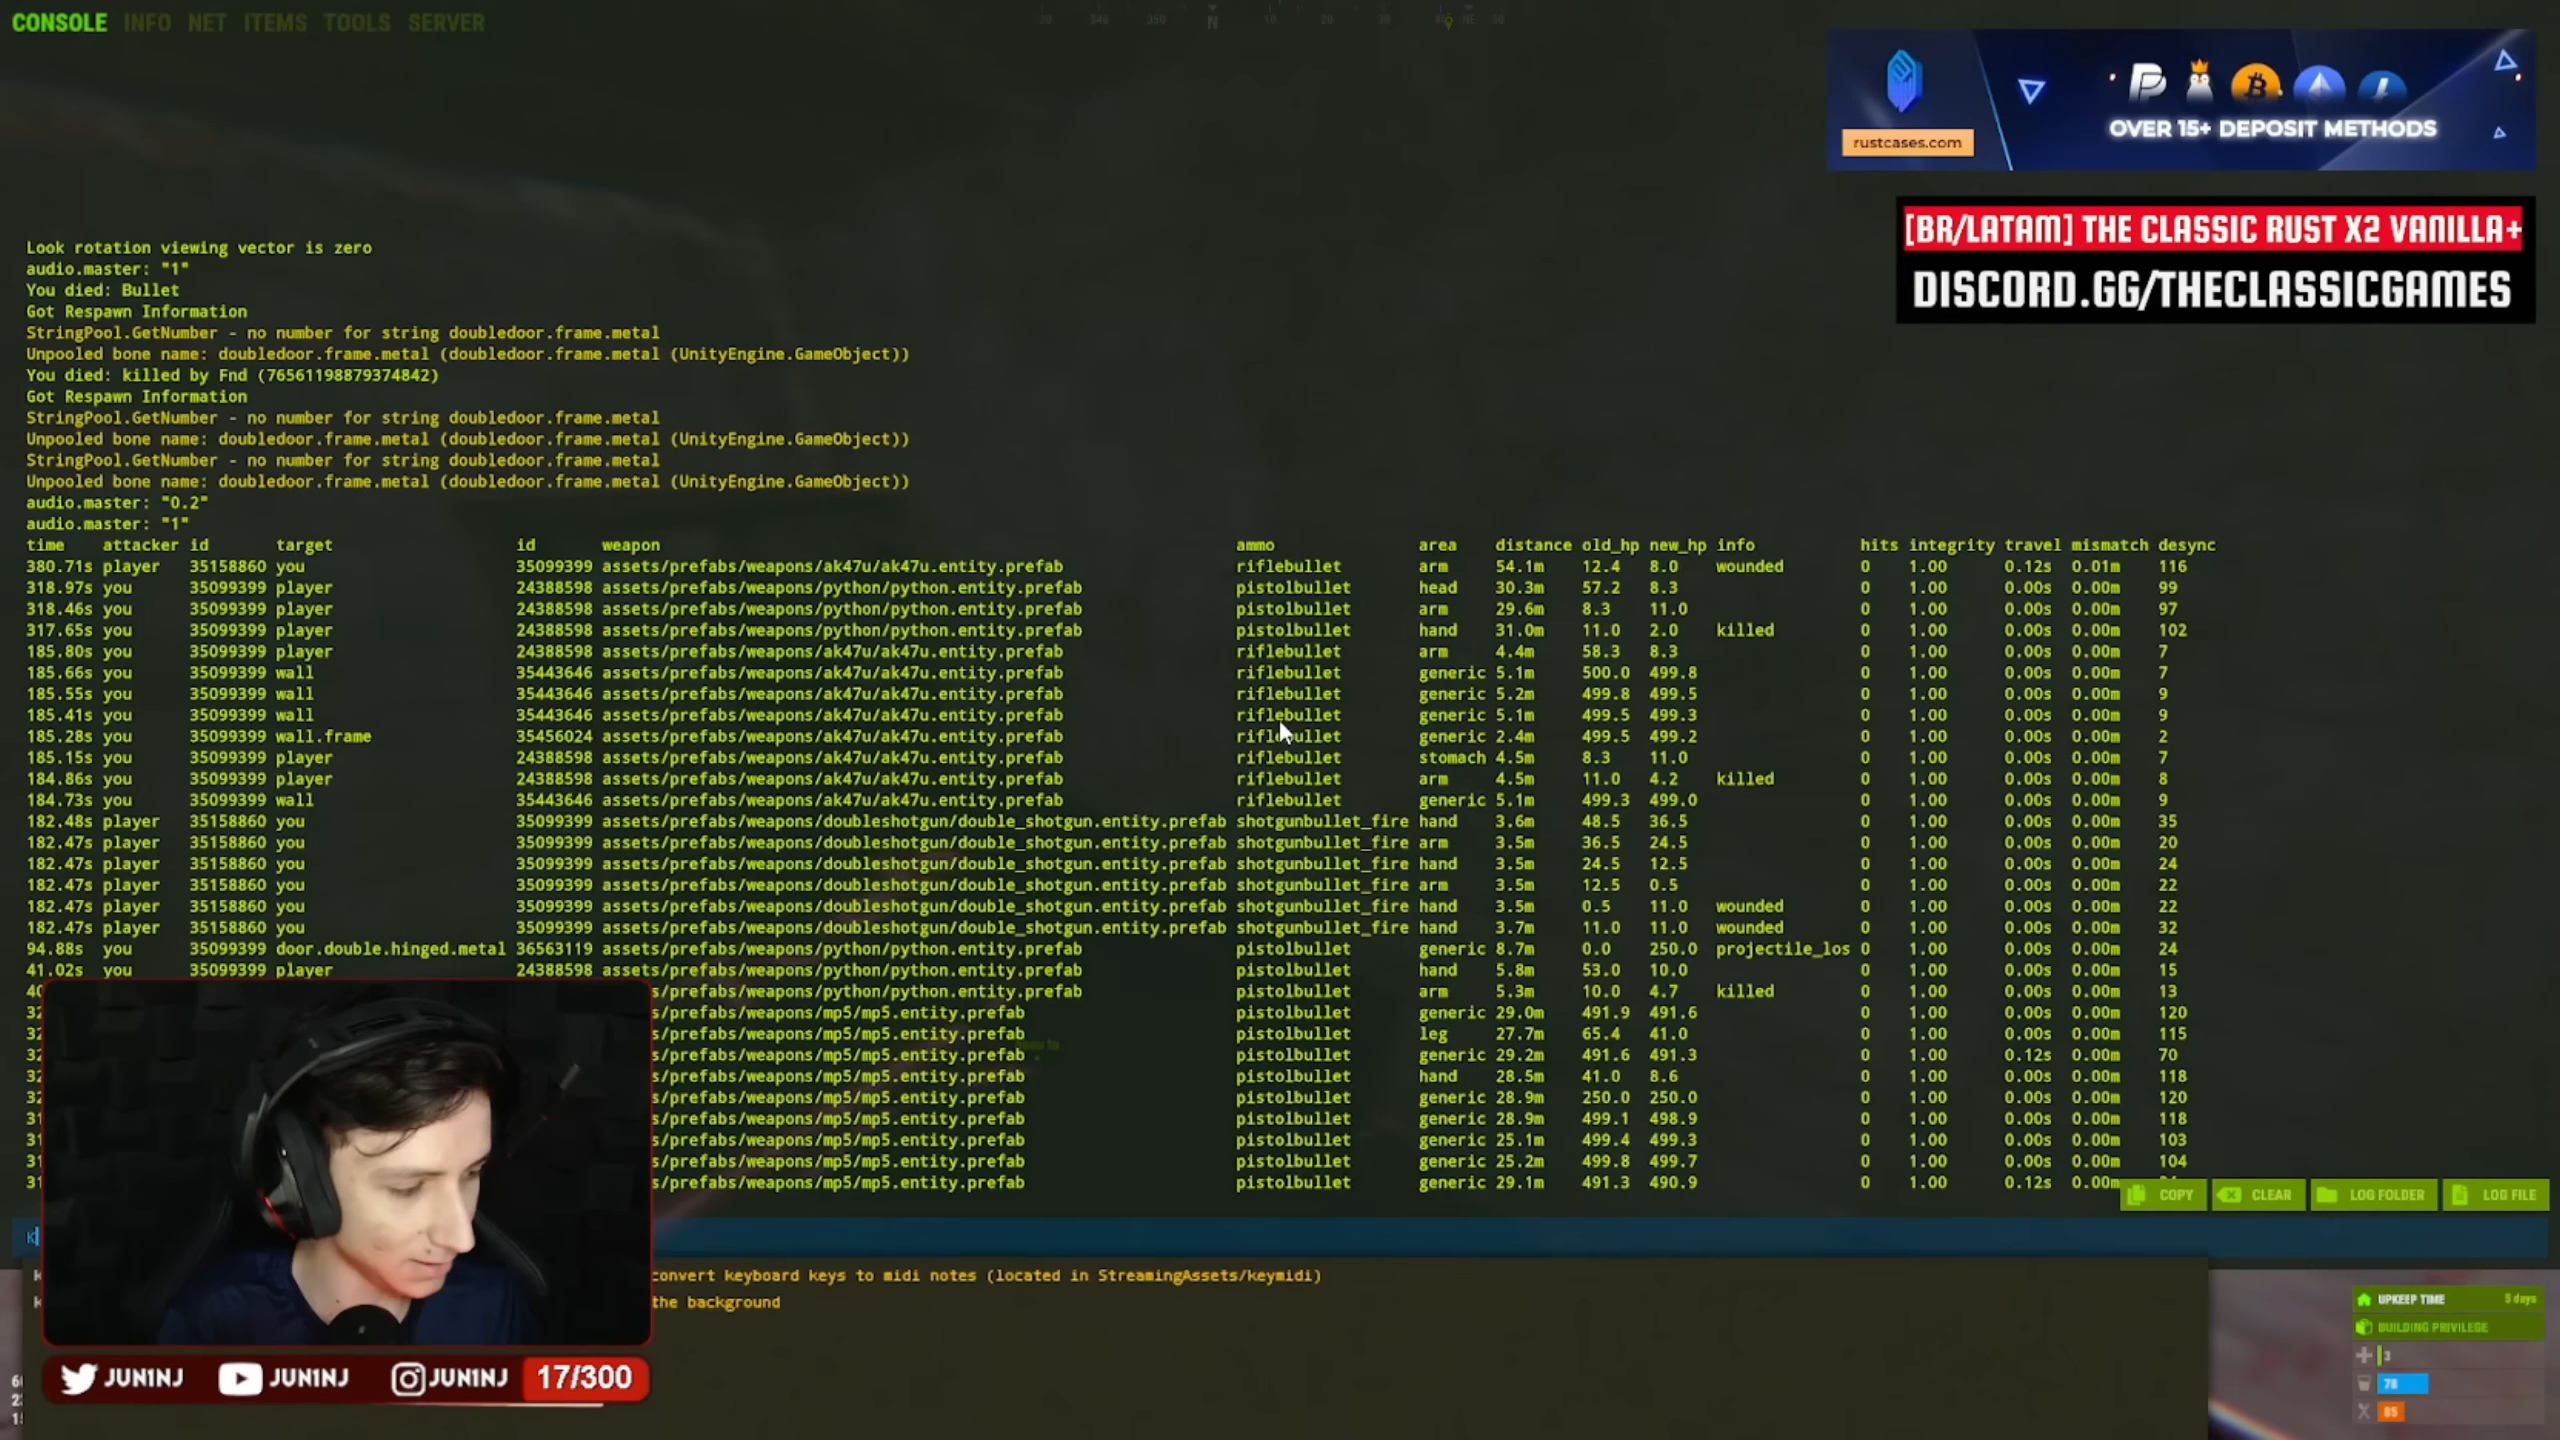 CONSOLE INFO NET ITEMS TOOLS SERVER
rustcases.com
OVER 15+ DEPOSIT METHODS
[BR/LATAM] THE CLASSIC RUST X2 VANILLA+
DISCORD.GG/THECLASSICGAMES
Look rotation viewing vector is zero
audio.master: "1"
You died: Bullet
Got Respawn Information
StringPool.GetNumber - no number for string doubledoor.frame.metal
Unpooled bone name: doubledoor.frame.metal (doubledoor.frame.metal (UnityEngine.GameObject))
You died: killed by Fnd (76561198879374842)
Got Respawn Information
StringPool.GetNumber - no number for string doubledoor.frame.metal
Unpooled bone name: doubledoor.frame.metal (doubledoor.frame.metal (UnityEngine.GameObject))
StringPool.GetNumber - no number for string doubledoor.frame.metal
Unpooled bone name: doubledoor.frame.metal (doubledoor.frame.metal (UnityEngine.GameObject))
audio.master: "0.2"
audio.master: "1"
time attacker id target id weapon ammo area distance old_hp new_hp info hits integrity travel mismatch desync
380.71s player 35158860 you 35099399 assets/prefabs/weapons/ak47u/ak47u.entity.prefab riflebullet arm 54.1m 12.4 8.0 wounded 0 1.00 0.12s 0.01m 116
318.97s you 35099399 player 24388598 assets/prefabs/weapons/python/python.entity.prefab pistolbullet head 30.3m 57.2 8.3 0 1.00 0.00s 0.00m 99
318.46s you 35099399 player 24388598 assets/prefabs/weapons/python/python.entity.prefab pistolbullet arm 29.6m 8.3 11.0 0 1.00 0.00s 0.00m 97
317.65s you 35099399 player 24388598 assets/prefabs/weapons/python/python.entity.prefab pistolbullet hand 31.0m 11.0 2.0 killed 0 1.00 0.00s 0.00m 102
185.80s you 35099399 player 24388598 assets/prefabs/weapons/ak47u/ak47u.entity.prefab riflebullet arm 4.4m 58.3 8.3 0 1.00 0.00s 0.00m 7
185.66s you 35099399 wall 35443646 assets/prefabs/weapons/ak47u/ak47u.entity.prefab riflebullet generic 5.1m 500.0 499.8 0 1.00 0.00s 0.00m 7
185.55s you 35099399 wall 35443646 assets/prefabs/weapons/ak47u/ak47u.entity.prefab riflebullet generic 5.2m 499.8 499.5 0 1.00 0.00s 0.00m 9
185.41s you 35099399 wall 35443646 assets/prefabs/weapons/ak47u/ak47u.entity.prefab riflebullet generic 5.1m 499.5 499.3 0 1.00 0.00s 0.00m 9
185.28s you 35099399 wall.frame 35456024 assets/prefabs/weapons/ak47u/ak47u.entity.prefab riflebullet generic 2.4m 499.5 499.2 0 1.00 0.00s 0.00m 2
185.15s you 35099399 player 24388598 assets/prefabs/weapons/ak47u/ak47u.entity.prefab riflebullet stomach 4.5m 8.3 11.0 0 1.00 0.00s 0.00m 7
184.86s you 35099399 player 24388598 assets/prefabs/weapons/ak47u/ak47u.entity.prefab riflebullet arm 4.5m 11.0 4.2 killed 0 1.00 0.00s 0.00m 8
184.73s you 35099399 wall 35443646 assets/prefabs/weapons/ak47u/ak47u.entity.prefab riflebullet generic 5.1m 499.3 499.0 0 1.00 0.00s 0.00m 9
182.48s player 35158860 you 35099399 assets/prefabs/weapons/doubleshotgun/double_shotgun.entity.prefab shotgunbullet_fire hand 3.6m 48.5 36.5 0 1.00 0.00s 0.00m 35
182.47s player 35158860 you 35099399 assets/prefabs/weapons/doubleshotgun/double_shotgun.entity.prefab shotgunbullet_fire arm 3.5m 36.5 24.5 0 1.00 0.00s 0.00m 20
182.47s player 35158860 you 35099399 assets/prefabs/weapons/doubleshotgun/double_shotgun.entity.prefab shotgunbullet_fire hand 3.5m 24.5 12.5 0 1.00 0.00s 0.00m 24
182.47s player 35158860 you 35099399 assets/prefabs/weapons/doubleshotgun/double_shotgun.entity.prefab shotgunbullet_fire arm 3.5m 12.5 0.5 0 1.00 0.00s 0.00m 22
182.47s player 35158860 you 35099399 assets/prefabs/weapons/doubleshotgun/double_shotgun.entity.prefab shotgunbullet_fire hand 3.5m 0.5 11.0 wounded 0 1.00 0.00s 0.00m 22
182.47s player 35158860 you 35099399 assets/prefabs/weapons/doubleshotgun/double_shotgun.entity.prefab shotgunbullet_fire hand 3.7m 11.0 11.0 wounded 0 1.00 0.00s 0.00m 32
94.88s you 35099399 door.double.hinged.metal 36563119 assets/prefabs/weapons/python/python.entity.prefab pistolbullet generic 8.7m 0.0 250.0 projectile_los 0 1.00 0.00s 0.00m 24
41.02s you 35099399 player 24388598 assets/prefabs/weapons/python/python.entity.prefab pistolbullet hand 5.8m 53.0 10.0 0 1.00 0.00s 0.00m 15
s/prefabs/weapons/python/python.entity.prefab pistolbullet arm 5.3m 10.0 4.7 killed 0 1.00 0.00s 0.00m 13
s/prefabs/weapons/mp5/mp5.entity.prefab pistolbullet generic 29.0m 491.9 491.6 0 1.00 0.00s 0.00m 120
s/prefabs/weapons/mp5/mp5.entity.prefab pistolbullet leg 27.7m 65.4 41.0 0 1.00 0.00s 0.00m 115
s/prefabs/weapons/mp5/mp5.entity.prefab pistolbullet generic 29.2m 491.6 491.3 0 1.00 0.12s 0.00m 70
s/prefabs/weapons/mp5/mp5.entity.prefab pistolbullet hand 28.5m 41.0 8.6 0 1.00 0.00s 0.00m 118
s/prefabs/weapons/mp5/mp5.entity.prefab pistolbullet generic 28.9m 250.0 250.0 0 1.00 0.00s 0.00m 120
s/prefabs/weapons/mp5/mp5.entity.prefab pistolbullet generic 28.9m 499.1 498.9 0 1.00 0.00s 0.00m 118
s/prefabs/weapons/mp5/mp5.entity.prefab pistolbullet generic 25.1m 499.4 499.3 0 1.00 0.00s 0.00m 103
s/prefabs/weapons/mp5/mp5.entity.prefab pistolbullet generic 25.2m 499.8 499.7 0 1.00 0.00s 0.00m 104
s/prefabs/weapons/mp5/mp5.entity.prefab pistolbullet generic 29.1m 491.3 490.9 0 1.00 0.12s 0.00m
COPY CLEAR LOG FOLDER LOG FILE
convert keyboard keys to midi notes (located in StreamingAssets/keymidi)
the background
UPKEEP TIME 5 days
BUILDING PRIVILEGE
3
78
85
JUN1NJ JUN1NJ JUN1NJ 17/300